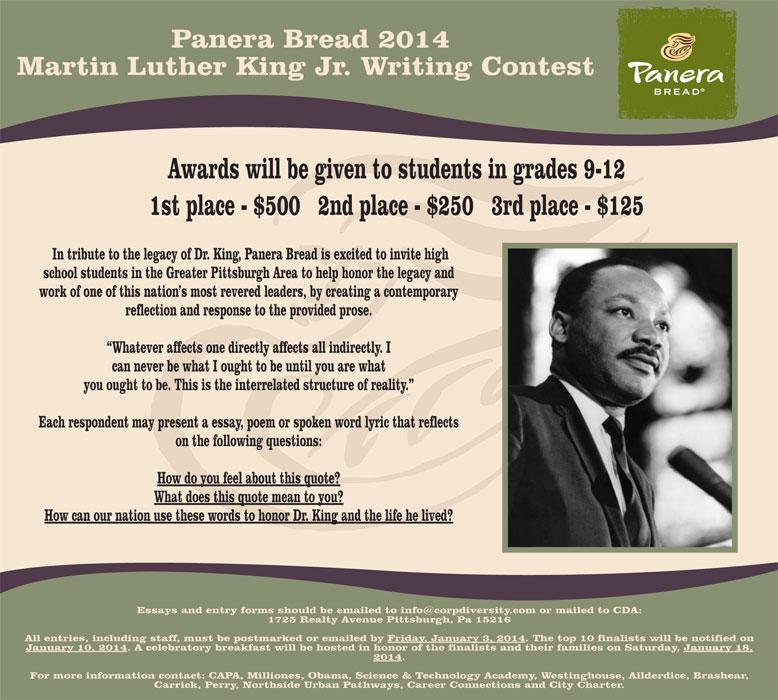 Panera Bread 2014
Martin Luther King Jr. Writing Contest
Panera
BREAD®
Awards will be given to students in grades 9-12
1st place - $500 2nd place - $250 3rd place - $125
In tribute to the legacy of Dr. King, Panera Bread is excited to invite high
school students in the Greater Pittsburgh Area to help honor the legacy and
work of one of this nation's most revered leaders, by creating a contemporary
reflection and response to the provided prose.
“Whatever affects one directly affects all indirectly. I
can never be what I ought to be until you are what
you ought to be. This is the interrelated structure of reality.”
Each respondent may present a essay, poem or spoken word lyric that reflects
on the following questions:
How do you feel about this quote?
What does this quote mean to you?
How can our nation use these words to honor Dr. King and the life he lived?
Essays and entry forms should be emailed to info@corpdiversity.com or mailed to CDA:
1725 Realty Avenue Pittsburgh, Pa 15216
All entries, including staff, must be postmarked or emailed by Friday, January 3, 2014. The top 10 finalists will be notified on
January 10, 2014. A celebratory breakfast will be hosted in honor of the finalists and their families on Saturday, January 18,
2014.
For more information contact: CAPA, Milliones, Obama, Science & Technology Academy, Westinghouse, Allderdice, Brashear,
Carrick, Perry, Northside Urban Pathways, Career Connections and City Charter.